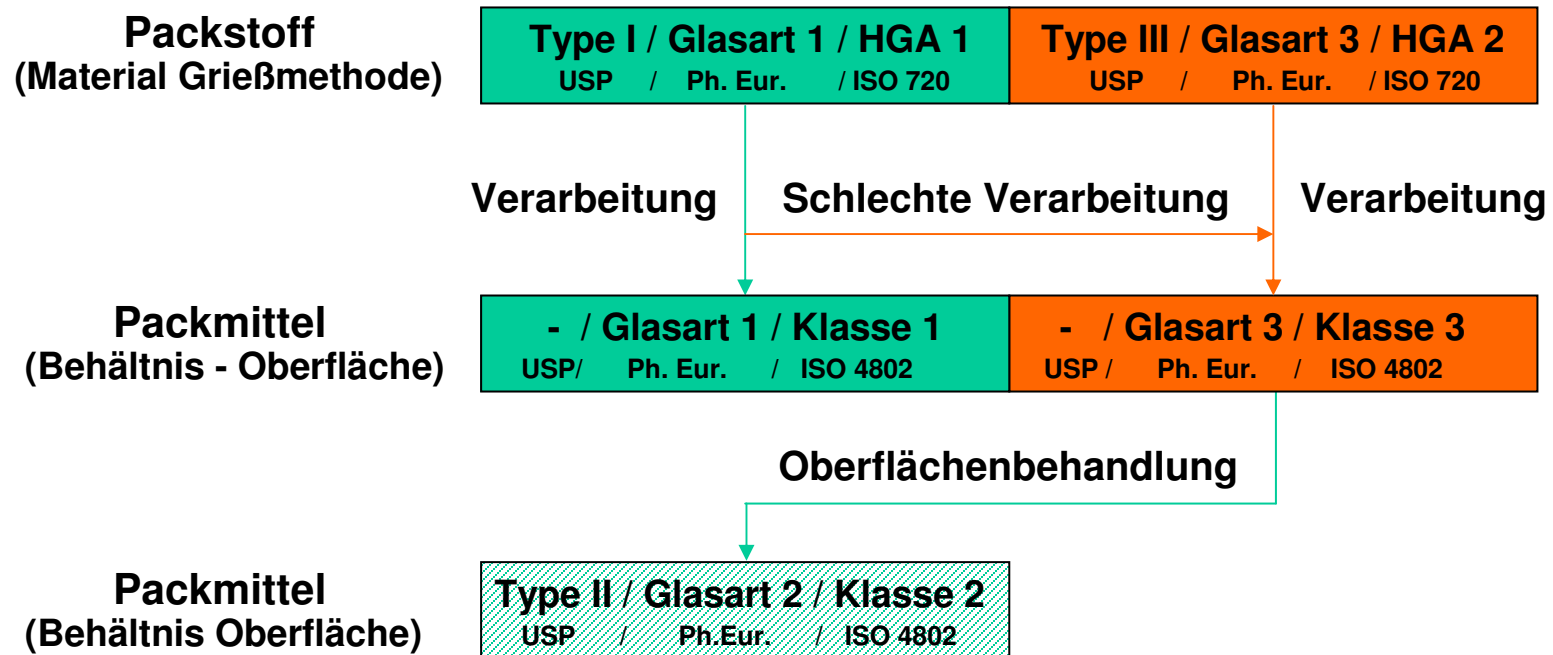 Packstoff
(Material Grießmethode)
Type I / Glasart 1 / HGA 1
USP / Ph. Eur. / ISO 720
Type III / Glasart 3 / HGA 2
USP / Ph. Eur. / ISO 720
Verarbeitung
Schlechte Verarbeitung
Verarbeitung
Packmittel
(Behältnis - Oberfläche)
- / Glasart 1 / Klasse 1
USP/ Ph. Eur. / ISO 4802
- / Glasart 3 / Klasse 3
USP / Ph. Eur. / ISO 4802
Oberflächenbehandlung
Packmittel
(Behältnis Oberfläche)
Type II / Glasart 2 / Klasse 2
USP / Ph.Eur. / ISO 4802